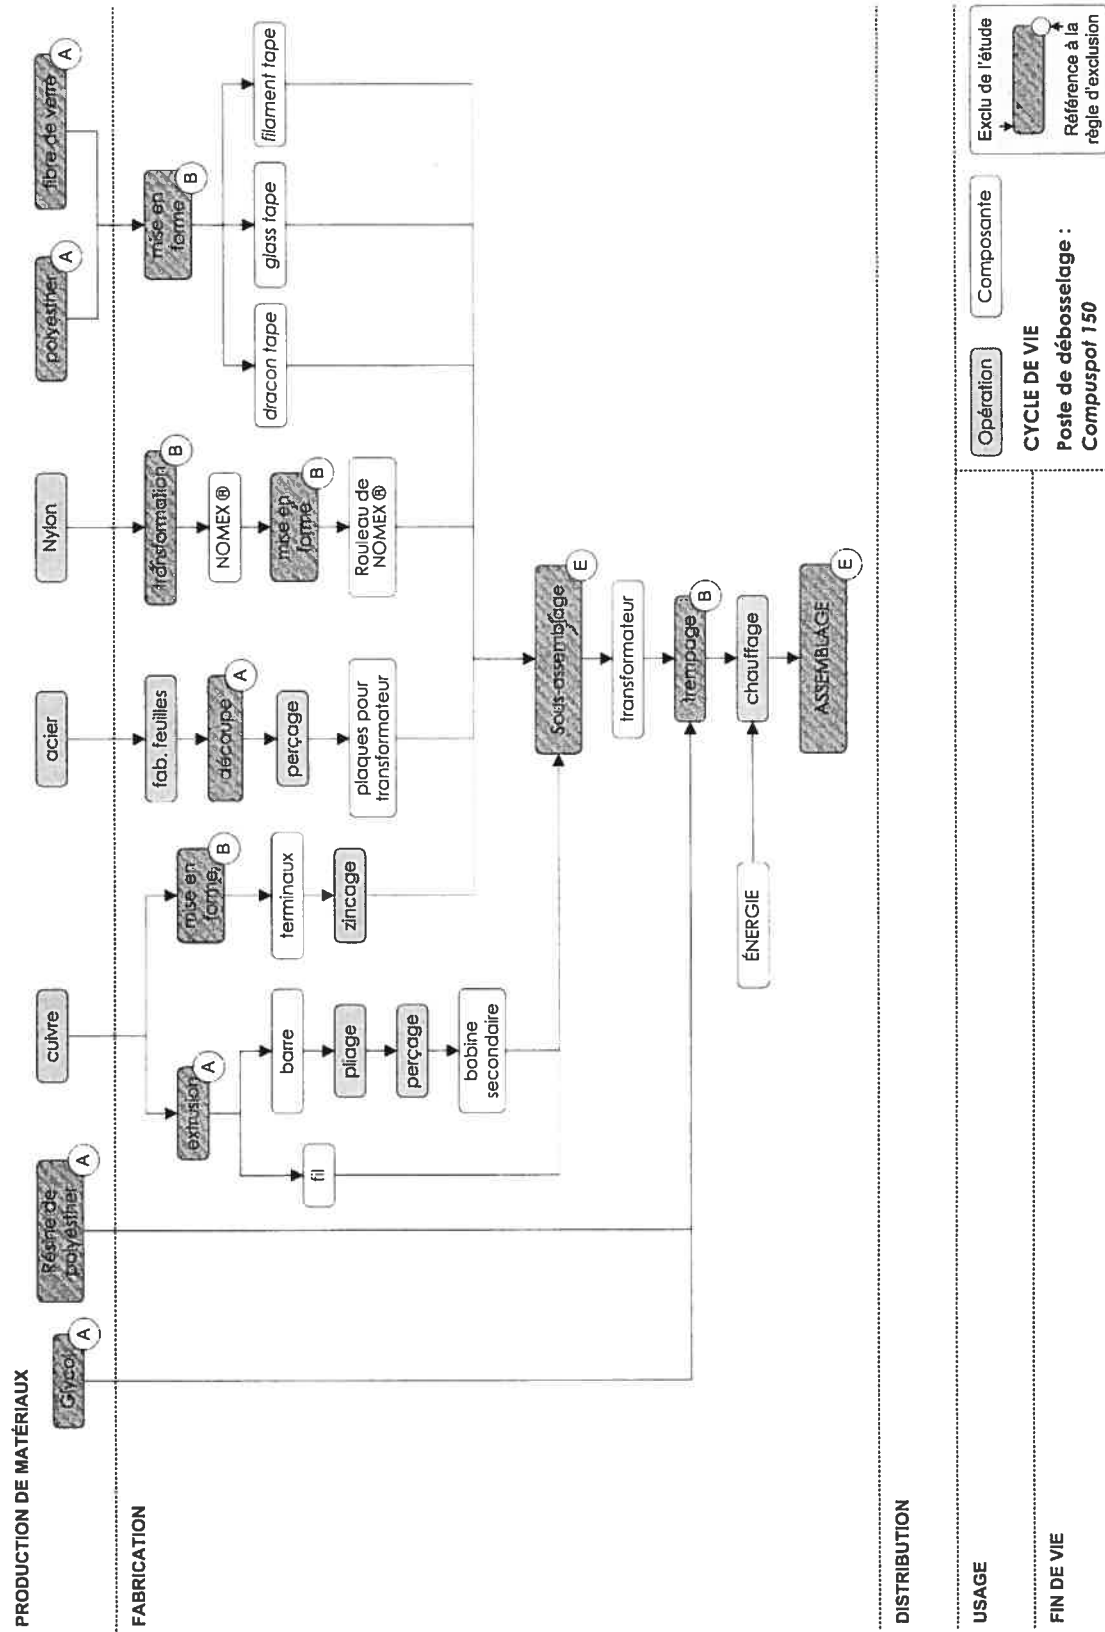 PRODUCTION DE MATÉRIAUX
Glycol
A
Résine de
polyesther
A
cuivre
acier
Nylon
polyesther
A
fibre de verre
A
FABRICATION
extrusion
A
mise en
forme
B
fab. feuilles
transformation
B
mise en
forme
B
découpe
A
NOMEX ®
fil
barre
terminaux
perçage
mise en
forme
B
dracon tape
glass tape
filament tape
pliage
zincage
plaques pour
transformateur
Rouleau de
NOMEX ®
perçage
bobine
secondaire
Sous-assemblage
E
transformateur
trempage
B
ÉNERGIE
chauffage
ASSEMBLAGE
E
DISTRIBUTION
USAGE
FIN DE VIE
Opération
Composante
Exclu de l'étude
Référence à la
règle d'exclusion
CYCLE DE VIE
Poste de débosselage :
Compuspot 150